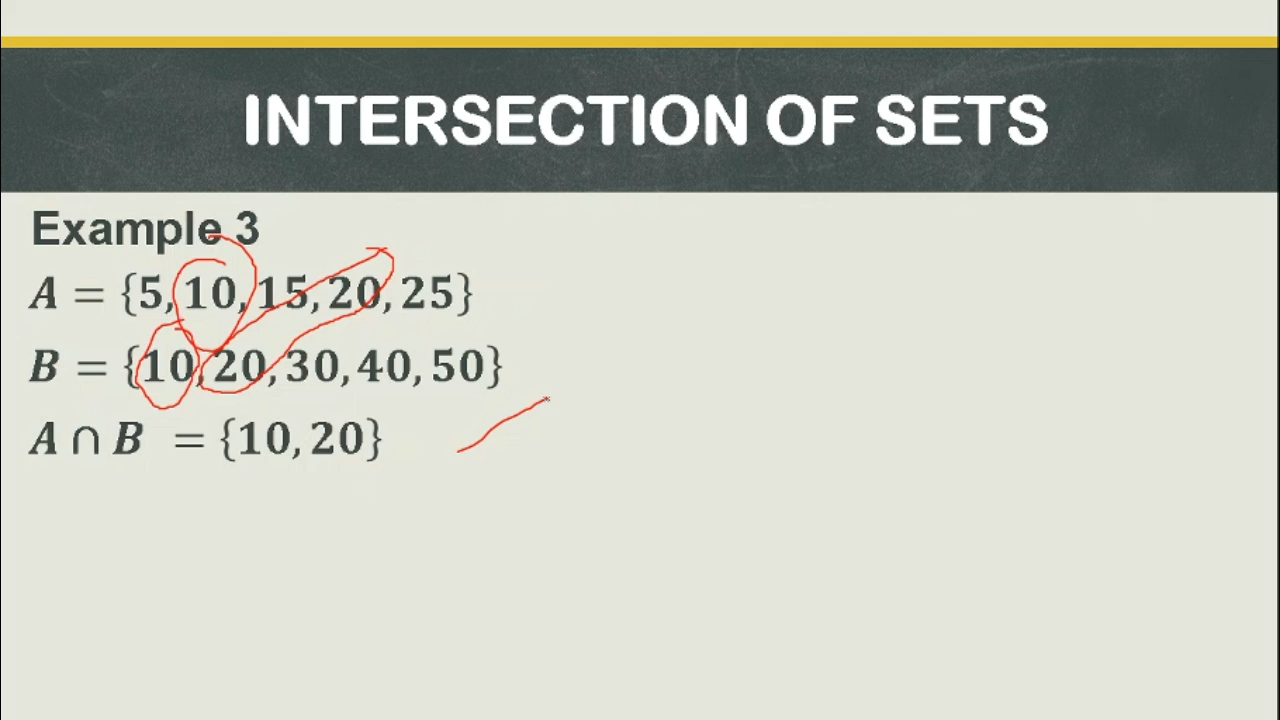 INTERSECTION OF SETS
Example 3
A = {5, 10, 15, 20, 25}
B = {10, 20, 30, 40, 50}
A ∩ B = {10, 20}